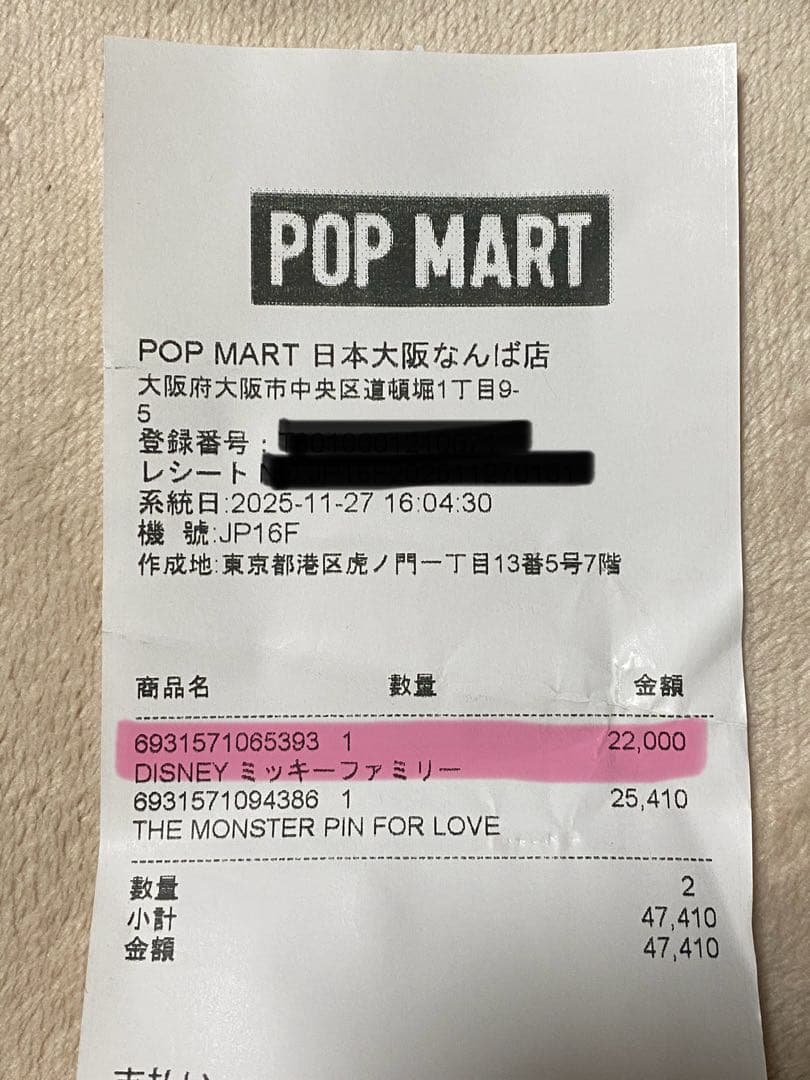 POP MART
POP MART 日本大阪なんば店
大阪府大阪市中央区道頓堀1丁目9-
5
登録番号:
レシート
系統日:2025-11-27 16:04:30
機 號:JP16F
作成地:東京都港区虎ノ門一丁目13番5号7階
商品名 數量 金額
6931571065393 1 22,000
DISNEY ミッキーファミリー
6931571094386 1 25,410
THE MONSTER PIN FOR LOVE
數量 2
小計 47,410
金額 47,410